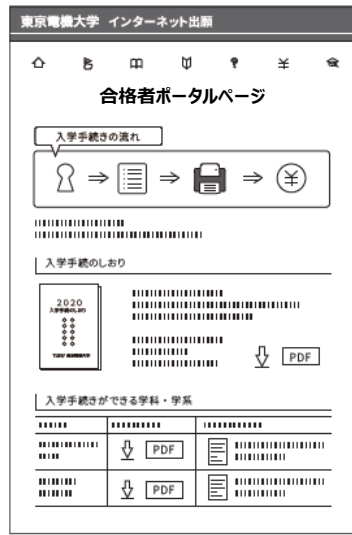 東京電機大学 インターネット出願
¥
合格者ポータルページ
入学手続きの流れ
¥
入学手続のしおり
2020
入学手続のしおり
PDF
入学手続きができる学科・学系
PDF
PDF